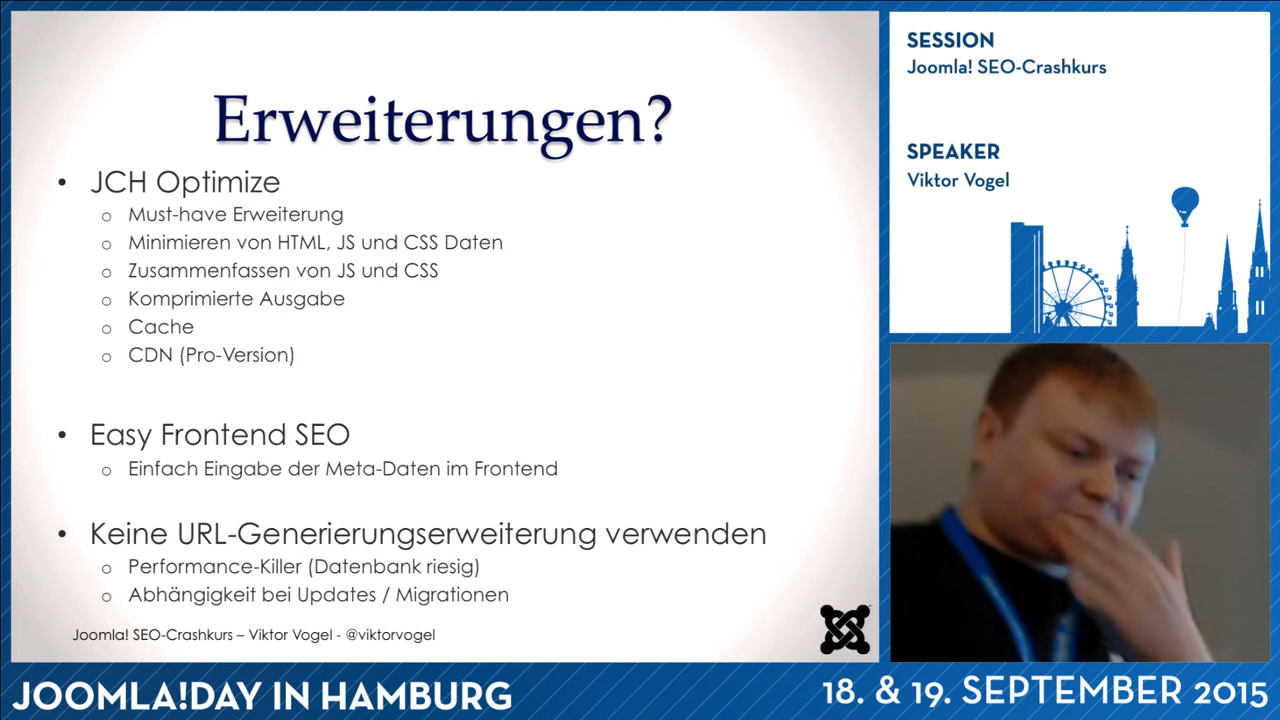 Erweiterungen?
• JCH Optimize
o Must-have Erweiterung
o Minimieren von HTML, JS und CSS Daten
o Zusammenfassen von JS und CSS
o Komprimierte Ausgabe
o Cache
o CDN (Pro-Version)
• Easy Frontend SEO
o Einfach Eingabe der Meta-Daten im Frontend
• Keine URL-Generierungserweiterung verwenden
o Performance-Killer (Datenbank riesig)
o Abhängigkeit bei Updates / Migrationen
Joomla! SEO-Crashkurs – Viktor Vogel - @viktorvogel
SESSION
Joomla! SEO-Crashkurs
SPEAKER
Viktor Vogel
JOOMLA!DAY IN HAMBURG
18. & 19. SEPTEMBER 2015